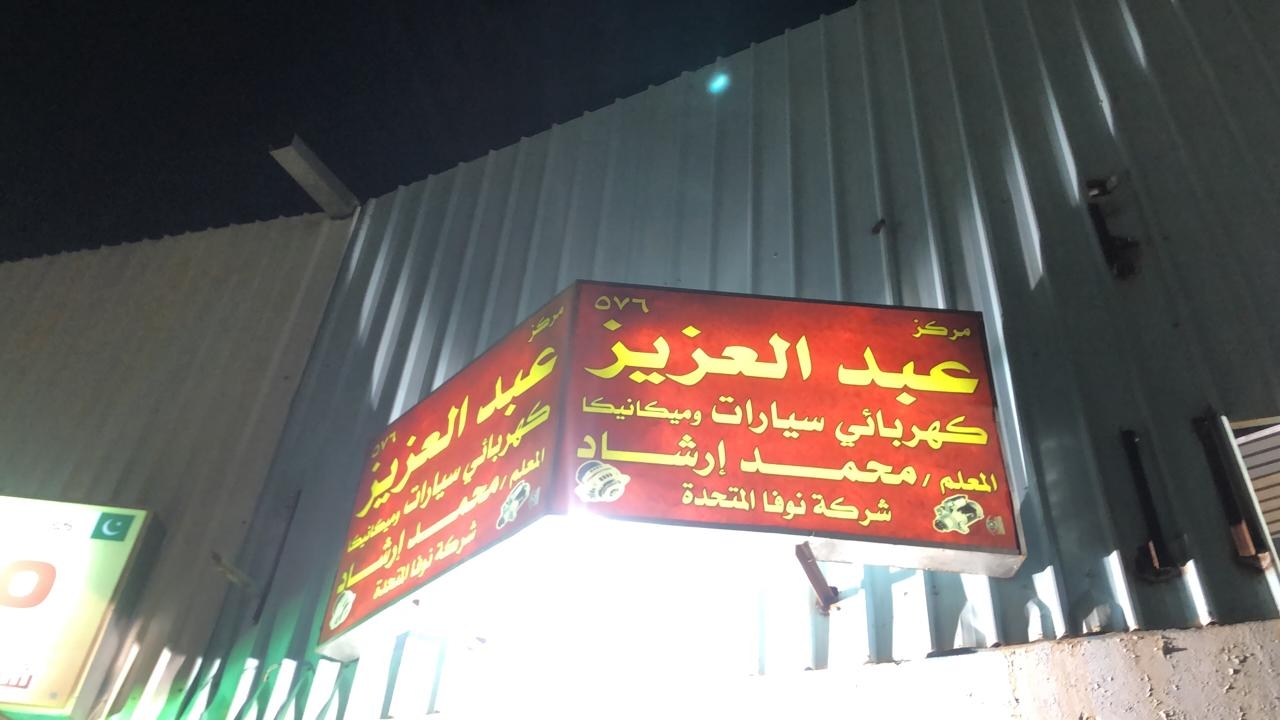 ٥٧٦
مركز
عبد العزيز
كهربائي سيارات وميكانيكا
المعلم / محمد إرشاد
شركة نوفا المتحدة
٥٧٦
مركز
عبد العزيز
كهربائي سيارات وميكانيكا
المعلم / محمد إرشاد
شركة نوفا المتحدة